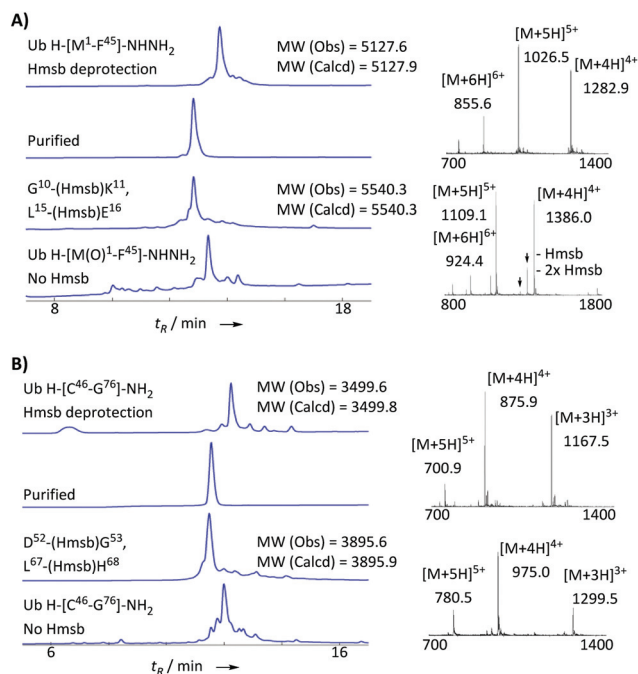 A)
Ub H-[M¹-F⁴⁵]-NHNH₂
Hmsb deprotection
MW (Obs) = 5127.6
MW (Calcd) = 5127.9
Purified
G¹⁰-(Hmsb)K¹¹,
L¹⁵-(Hmsb)E¹⁶
MW (Obs) = 5540.3
MW (Calcd) = 5540.3
Ub H-[M(O)¹-F⁴⁵]-NHNH₂
No Hmsb
8
18
t_R / min →
[M+5H]⁵⁺
1026.5
[M+4H]⁴⁺
1282.9
[M+6H]⁶⁺
855.6
700
1400
[M+5H]⁵⁺
1109.1
[M+4H]⁴⁺
1386.0
[M+6H]⁶⁺
924.4
- Hmsb
- 2x Hmsb
800
1800
B)
Ub H-[C⁴⁶-G⁷⁶]-NH₂
Hmsb deprotection
MW (Obs) = 3499.6
MW (Calcd) = 3499.8
Purified
D⁵²-(Hmsb)G⁵³,
L⁶⁷-(Hmsb)H⁶⁸
MW (Obs) = 3895.6
MW (Calcd) = 3895.9
Ub H-[C⁴⁶-G⁷⁶]-NH₂
No Hmsb
6
16
t_R / min →
[M+4H]⁴⁺
875.9
[M+3H]³⁺
1167.5
[M+5H]⁵⁺
700.9
700
1400
[M+4H]⁴⁺
975.0
[M+5H]⁵⁺
780.5
[M+3H]³⁺
1299.5
700
1400